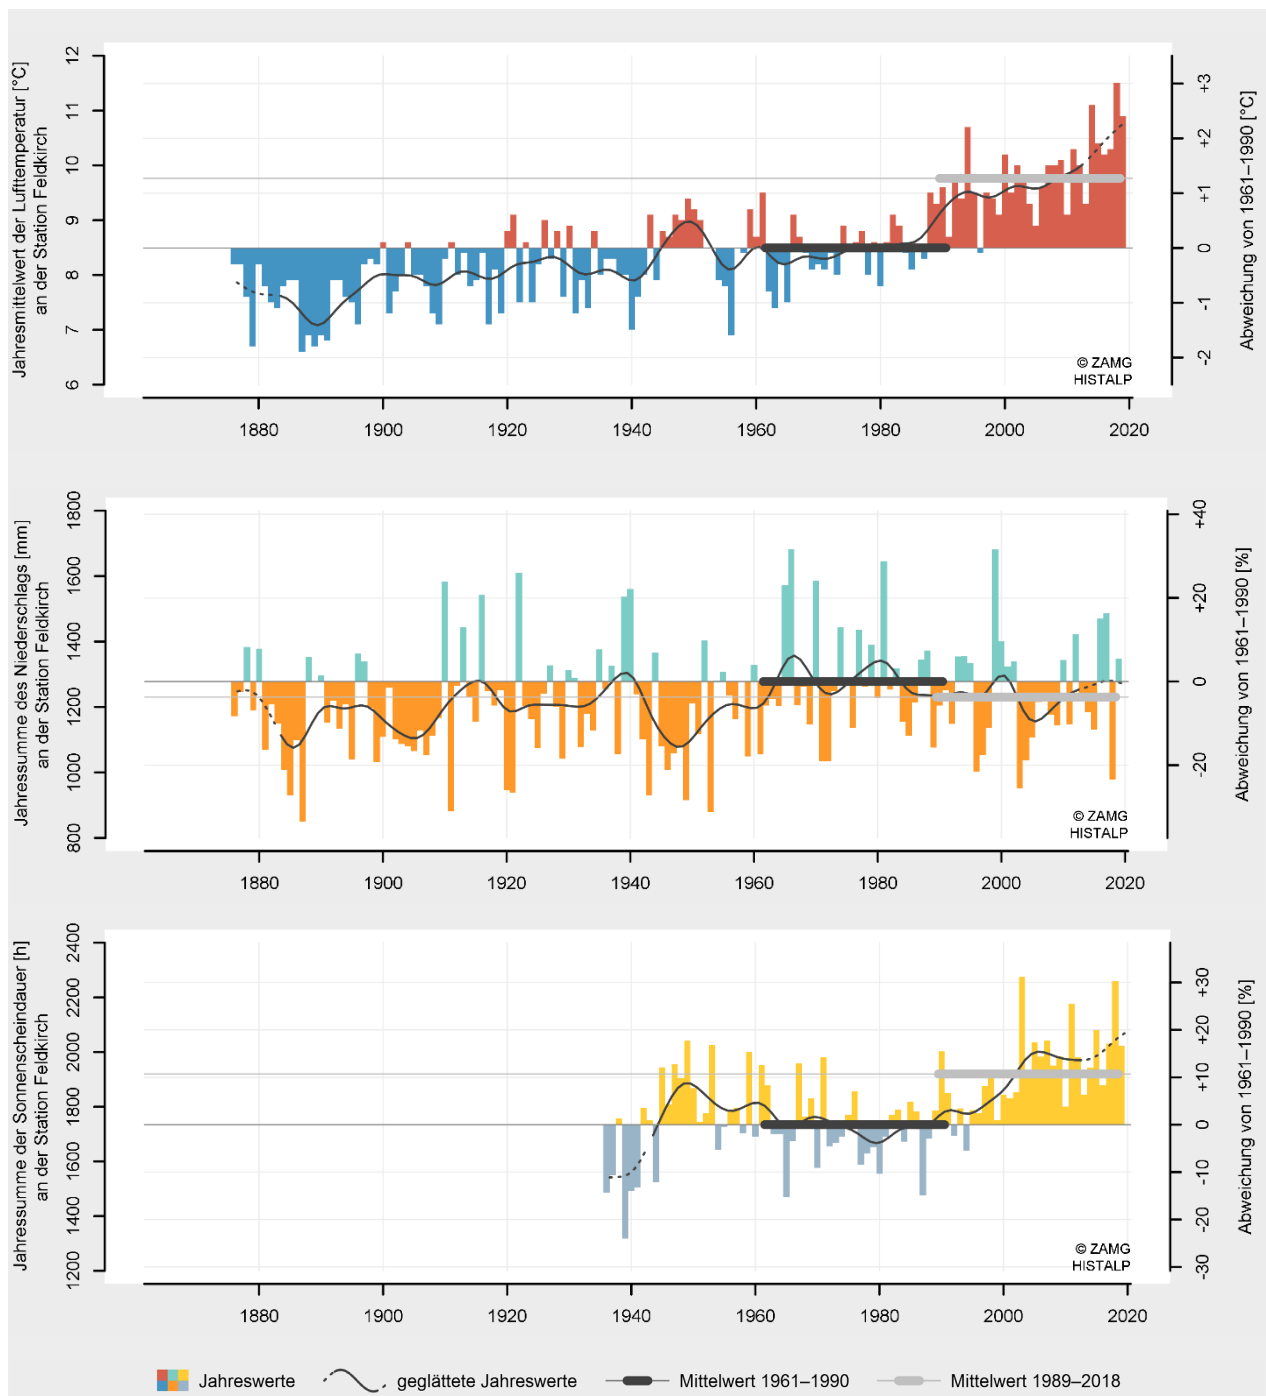 Jahresmittelwert der Lufttemperatur [°C]
an der Station Feldkirch
12
11
10
9
8
7
6
+3
+2
+1
0
-1
-2
Abweichung von 1961–1990 [°C]
© ZAMG
HISTALP
1880 1900 1920 1940 1960 1980 2000 2020
Jahressumme des Niederschlags [mm]
an der Station Feldkirch
1800
1600
1400
1200
1000
800
+40
+20
0
-20
Abweichung von 1961–1990 [%]
© ZAMG
HISTALP
1880 1900 1920 1940 1960 1980 2000 2020
Jahressumme der Sonnenscheindauer [h]
an der Station Feldkirch
2400
2200
2000
1800
1600
1400
1200
+30
+20
+10
0
-10
-20
-30
Abweichung von 1961–1990 [%]
© ZAMG
HISTALP
1880 1900 1920 1940 1960 1980 2000 2020
Jahreswerte geglättete Jahreswerte Mittelwert 1961–1990 Mittelwert 1989–2018